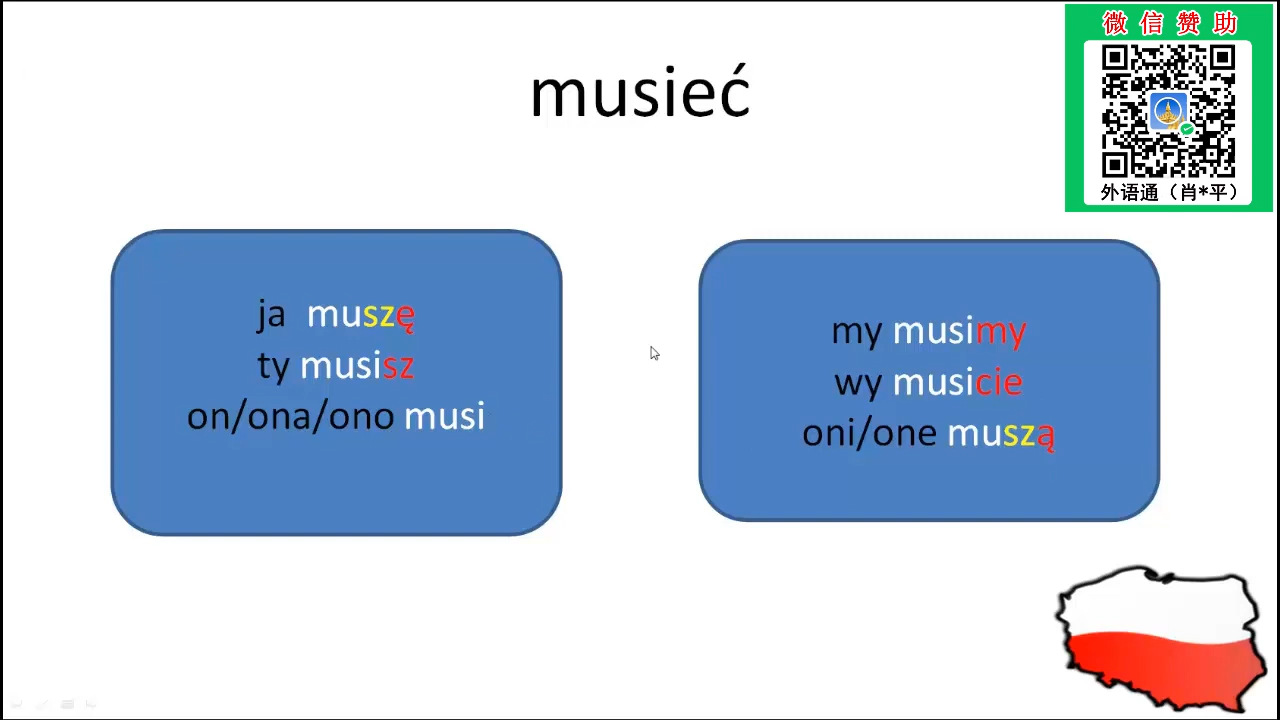 微信赞助
musieć
外语通（肖*平）
ja muszę
ty musisz
on/ona/ono musi
my musimy
wy musicie
oni/one muszą